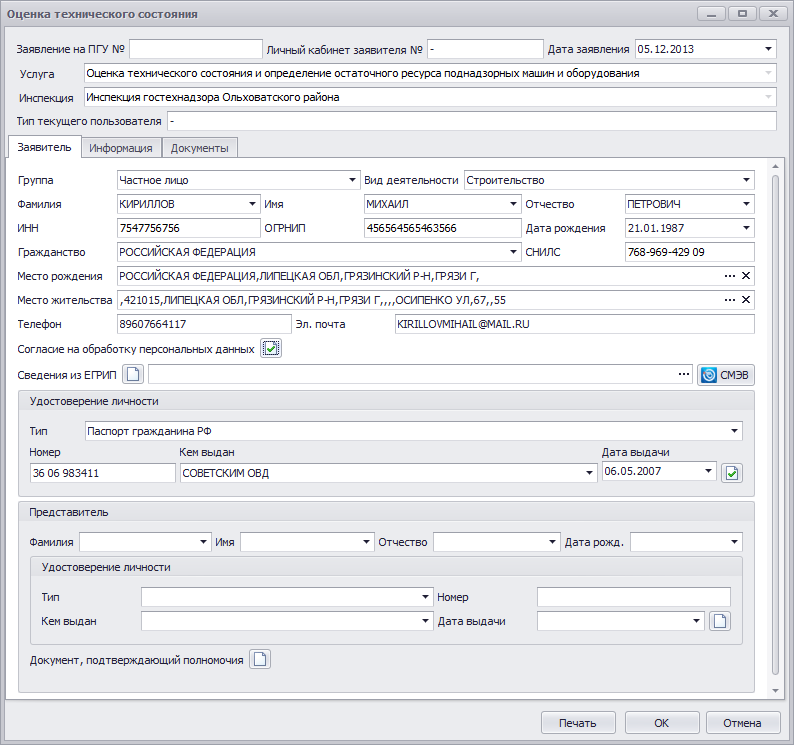 Оценка технического состояния
Заявление на ПГУ № Личный кабинет заявителя № - Дата заявления 05.12.2013
Услуга Оценка технического состояния и определение остаточного ресурса поднадзорных машин и оборудования
Инспекция Инспекция гостехнадзора Ольховатского района
Тип текущего пользователя -
Заявитель Информация Документы
Группа Частное лицо Вид деятельности Строительство
Фамилия КИРИЛЛОВ Имя МИХАИЛ Отчество ПЕТРОВИЧ
ИНН 7547756756 ОГРНИП 456564565463566 Дата рождения 21.01.1987
Гражданство РОССИЙСКАЯ ФЕДЕРАЦИЯ СНИЛС 768-969-429 09
Место рождения РОССИЙСКАЯ ФЕДЕРАЦИЯ,ЛИПЕЦКАЯ ОБЛ,ГРЯЗИНСКИЙ Р-Н,ГРЯЗИ Г,
Место жительства ,421015,ЛИПЕЦКАЯ ОБЛ,ГРЯЗИНСКИЙ Р-Н,ГРЯЗИ Г,,,,ОСИПЕНКО УЛ,67,,55
Телефон 89607664117 Эл. почта KIRILLOVMIHAIL@MAIL.RU
Согласие на обработку персональных данных
Сведения из ЕГРИП ... СМЭВ
Удостоверение личности
Тип Паспорт гражданина РФ
Номер Кем выдан Дата выдачи
36 06 983411 СОВЕТСКИМ ОВД 06.05.2007
Представитель
Фамилия Имя Отчество Дата рожд.
Удостоверение личности
Тип Номер
Кем выдан Дата выдачи
Документ, подтверждающий полномочия
Печать ОК Отмена